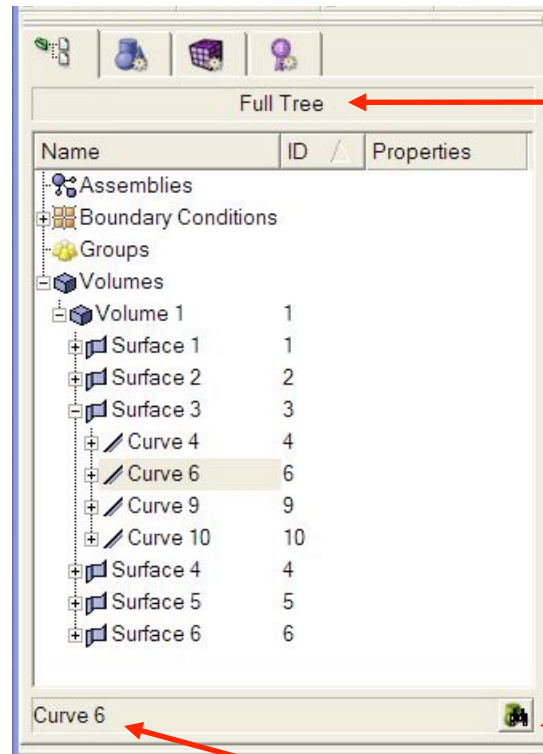 Full Tree
Name ID Properties
Assemblies
Boundary Conditions
Groups
Volumes
Volume 1 1
Surface 1 1
Surface 2 2
Surface 3 3
Curve 4 4
Curve 6 6
Curve 9 9
Curve 10 10
Surface 4 4
Surface 5 5
Surface 6 6
Curve 6